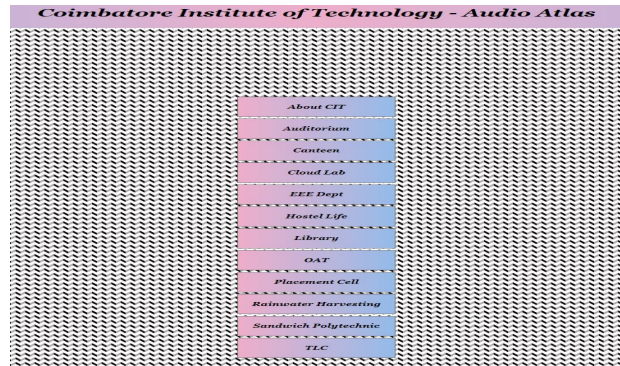 Coimbatore Institute of Technology - Audio Atlas
About CIT
Auditorium
Canteen
Cloud Lab
EEE Dept
Hostel Life
Library
OAT
Placement Cell
Rainwater Harvesting
Sandwich Polytechnic
TLC